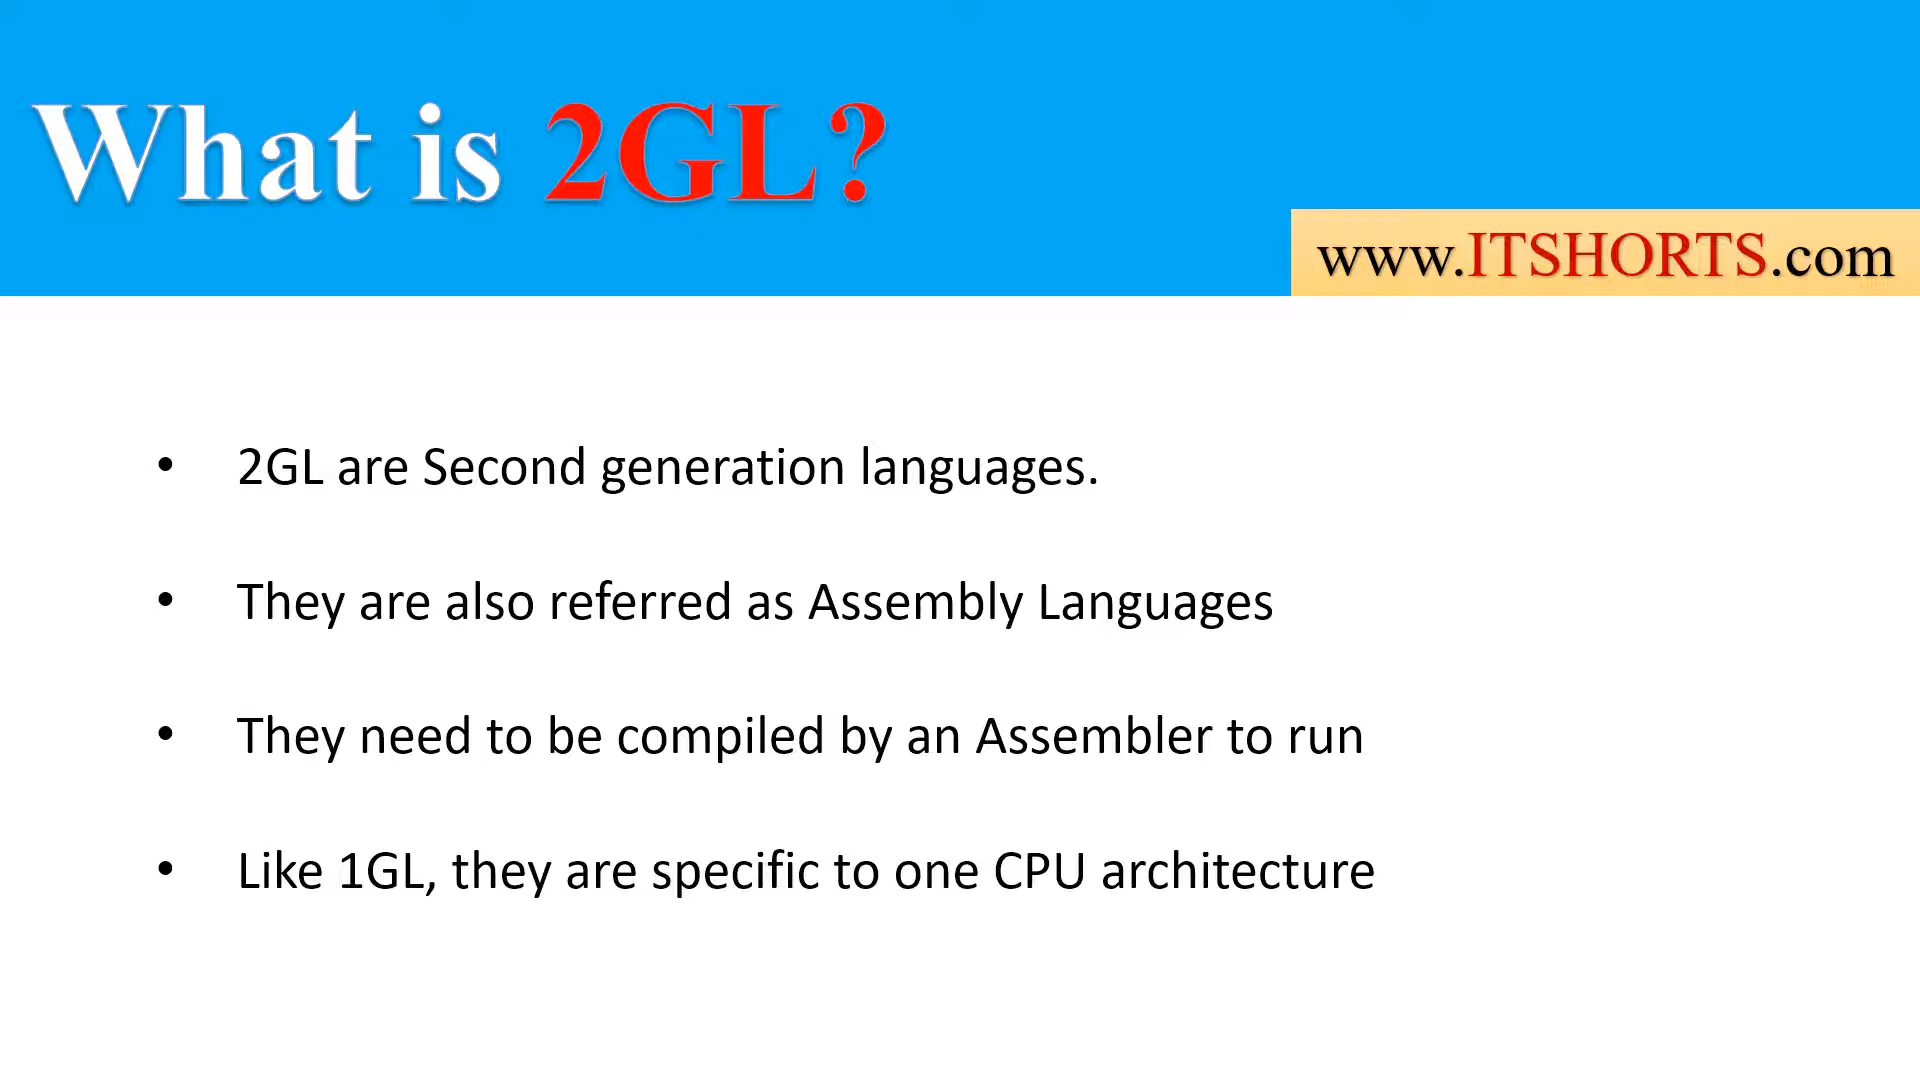 What is 2GL?
www.ITSHORTS.com
• 2GL are Second generation languages.
• They are also referred as Assembly Languages
• They need to be compiled by an Assembler to run
• Like 1GL, they are specific to one CPU architecture